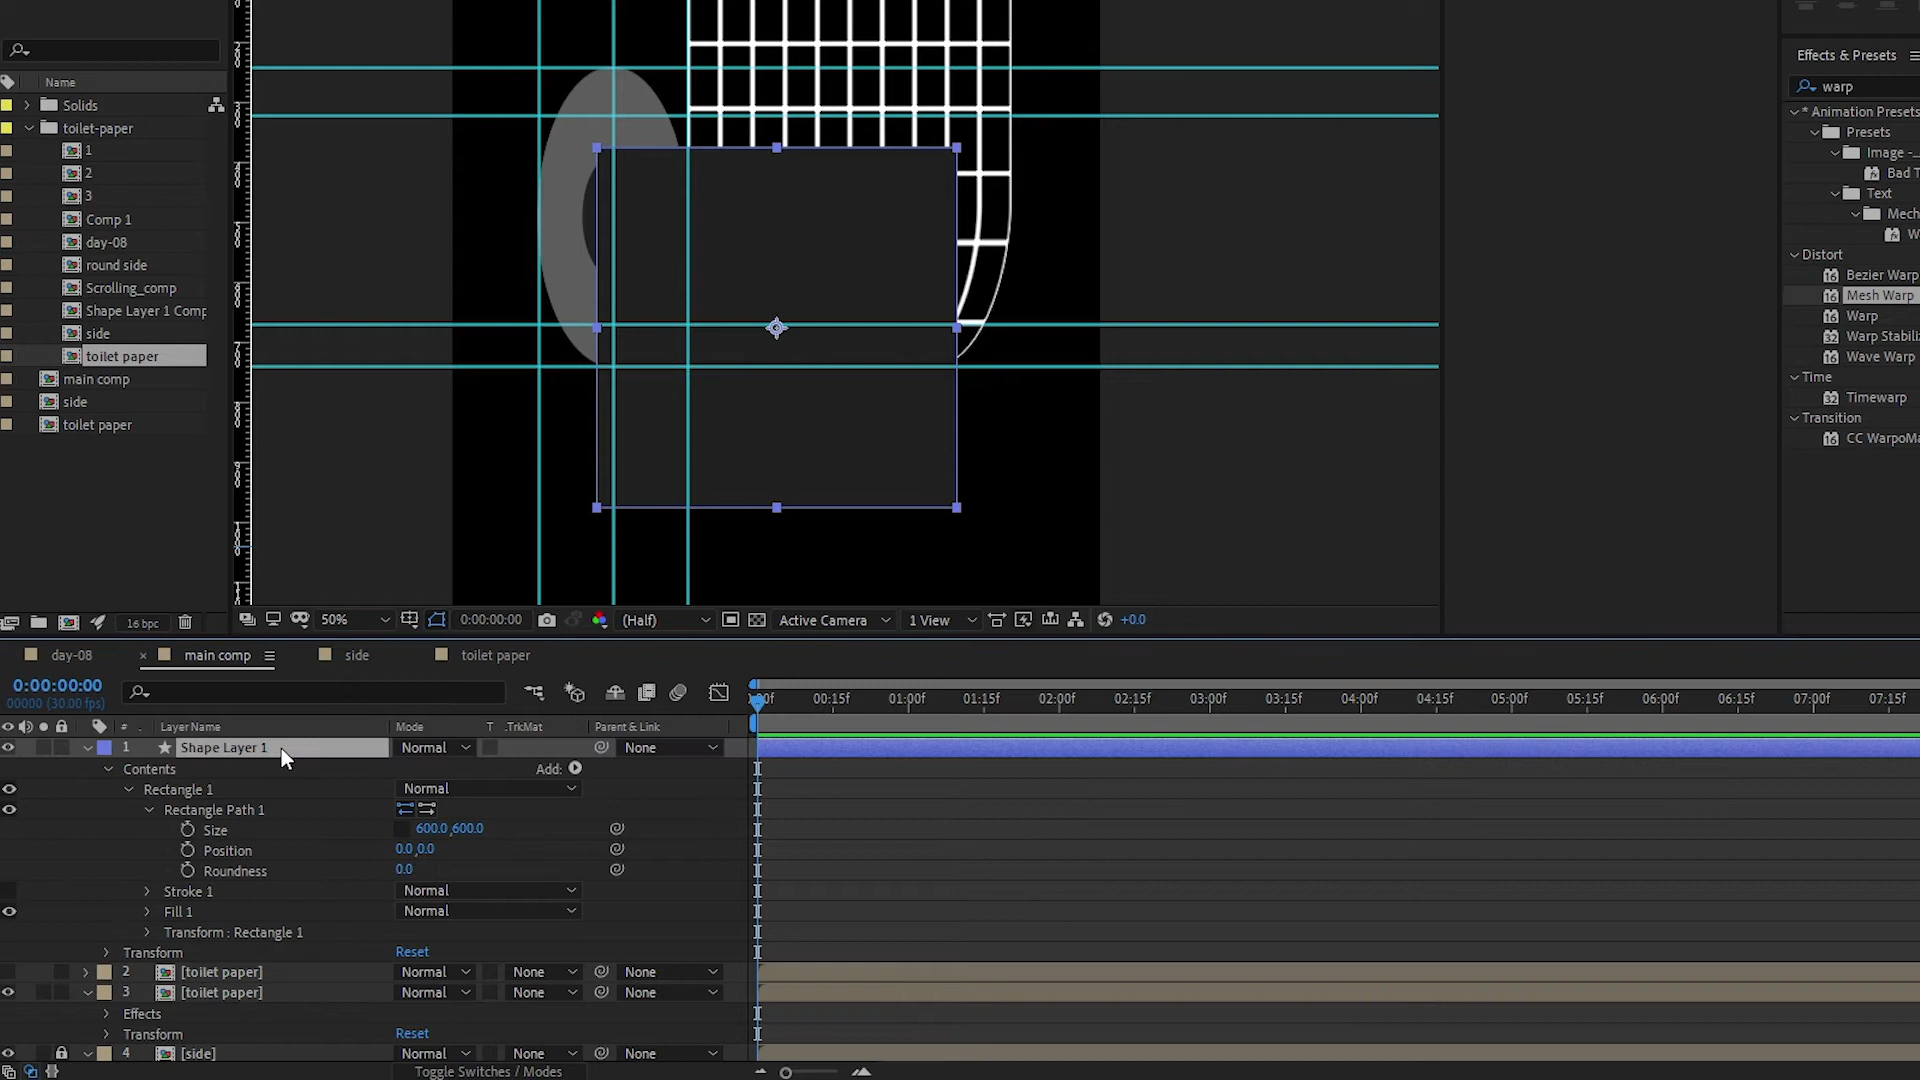 Effects & Presets
Name
warp
Solids
* Animation Presets
toilet-paper
Presets
1
Image -...
2
Bad T
3
Text
Comp 1
Mech
day-08
W
round side
Distort
Scrolling_comp
Bezier Warp
Shape Layer 1 Comp
Mesh Warp
side
Warp
toilet paper
Warp Stabili
main comp
Wave Warp
side
Time
toilet paper
Timewarp
Transition
CC WarpoMa
16 bpc
50%
0:00:00:00
(Half)
Active Camera
1 View
+0.0
day-08
main comp
side
toilet paper
0:00:00:00
00000 (30.00 fps)
:00f 00:15f 01:00f 01:15f 02:00f 02:15f 03:00f 03:15f 04:00f 04:15f 05:00f 05:15f 06:00f 06:15f 07:00f 07:15f
# Layer Name Mode T .TrkMat Parent & Link
1 Shape Layer 1 Normal None
Contents Add:
Rectangle 1 Normal
Rectangle Path 1
Size 600.0,600.0
Position 0.0,0.0
Roundness 0.0
Stroke 1 Normal
Fill 1 Normal
Transform : Rectangle 1
Transform Reset
2 [toilet paper] Normal None None
3 [toilet paper] Normal None None
Effects
Transform Reset
4 [side] Normal None None
Toggle Switches / Modes